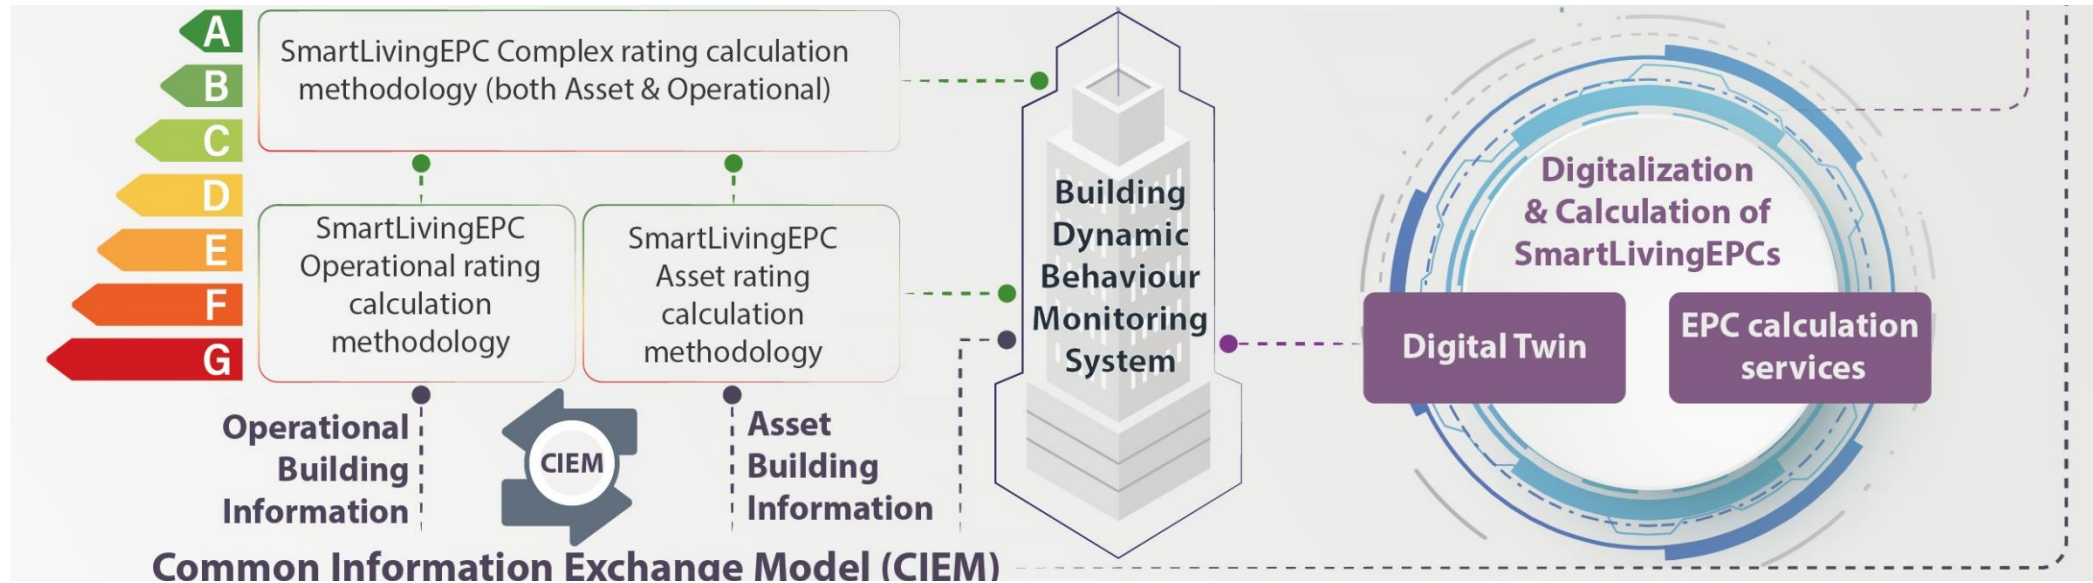 A
B
C
D
E
F
G
SmartLivingEPC Complex rating calculation
methodology (both Asset & Operational)
SmartLivingEPC
Operational rating
calculation
methodology
SmartLivingEPC
Asset rating
calculation
methodology
Operational
Building
Information
CIEM
Asset
Building
Information
Common Information Exchange Model (CIEM)
Building
Dynamic
Behaviour
Monitoring
System
Digitalization
& Calculation of
SmartLivingEPCs
Digital Twin
EPC calculation
services